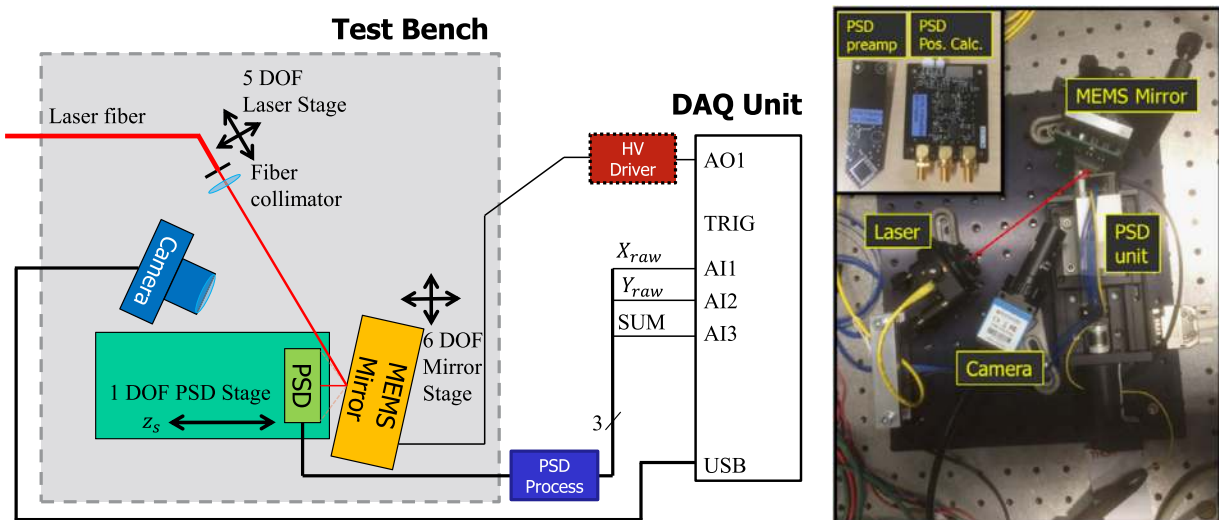 Test Bench
5 DOF
Laser Stage
Laser fiber
Fiber
collimator
Camera
6 DOF
Mirror
Stage
MEMS
Mirror
PSD
1 DOF PSD Stage
z_s
DAQ Unit
HV
Driver
AO1
TRIG
X_raw
AI1
Y_raw
AI2
SUM
AI3
3
PSD
Process
USB
PSD
preamp
PSD
Pos. Calc.
MEMS Mirror
Laser
PSD
unit
Camera